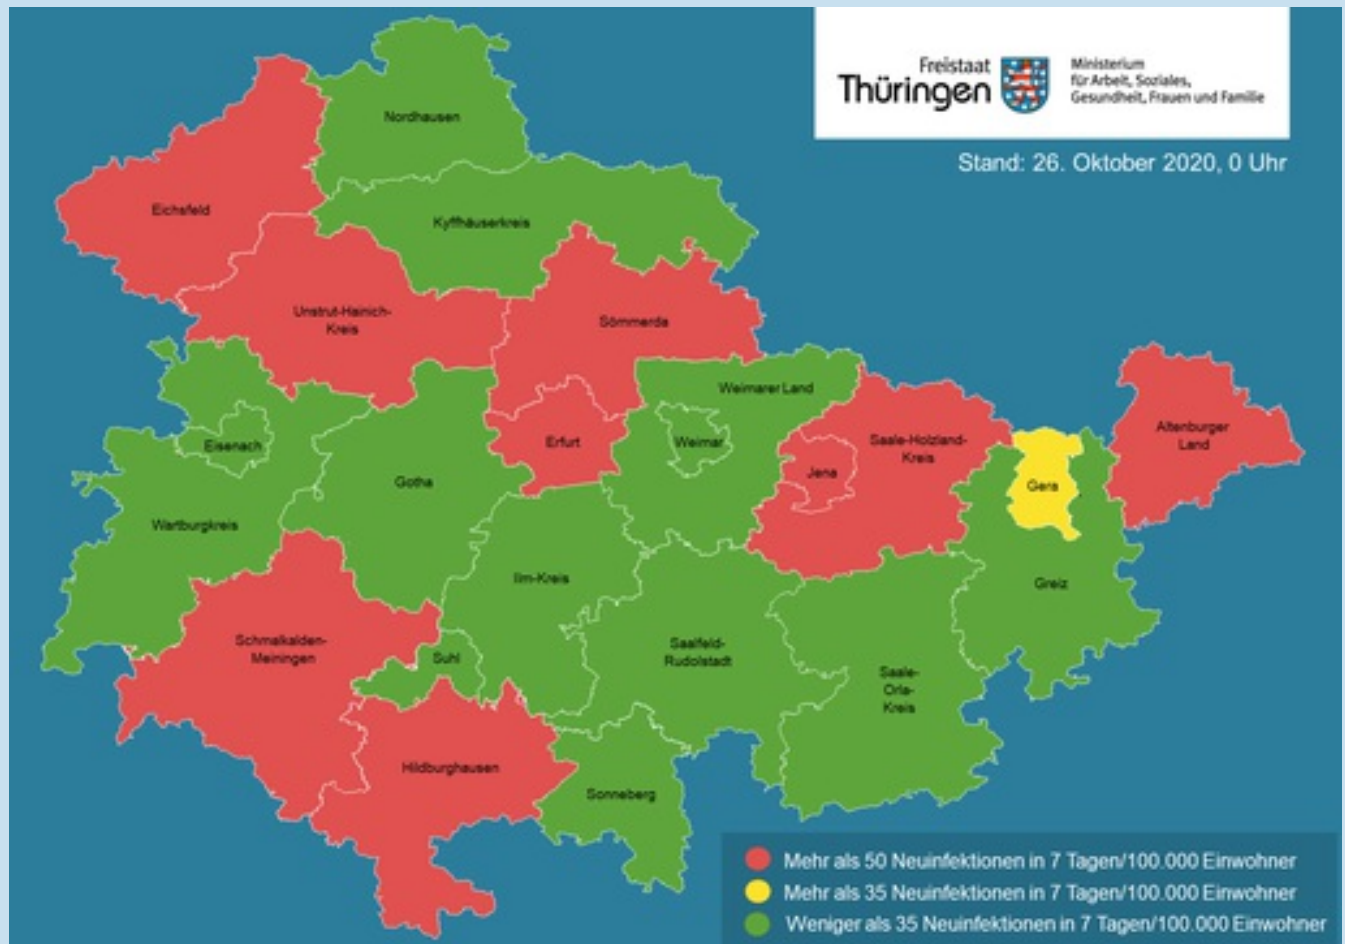 Freistaat
Thüringen
Ministerium
für Arbeit, Soziales,
Gesundheit, Frauen und Familie
Stand: 26. Oktober 2020, 0 Uhr
Nordhausen
Eichsfeld
Kyffhäuserkreis
Unstrut-Hainich-
Kreis
Sömmerda
Weimarer Land
Eisenach
Erfurt
Weimar
Saale-Holzland-
Kreis
Jena
Altenburger
Land
Gotha
Gera
Wartburgkreis
Ilm-Kreis
Greiz
Schmalkalden-
Meiningen
Suhl
Saalfeld-
Rudolstadt
Saale-
Orla-
Kreis
Hildburghausen
Sonneberg
Mehr als 50 Neuinfektionen in 7 Tagen/100.000 Einwohner
Mehr als 35 Neuinfektionen in 7 Tagen/100.000 Einwohner
Weniger als 35 Neuinfektionen in 7 Tagen/100.000 Einwohner